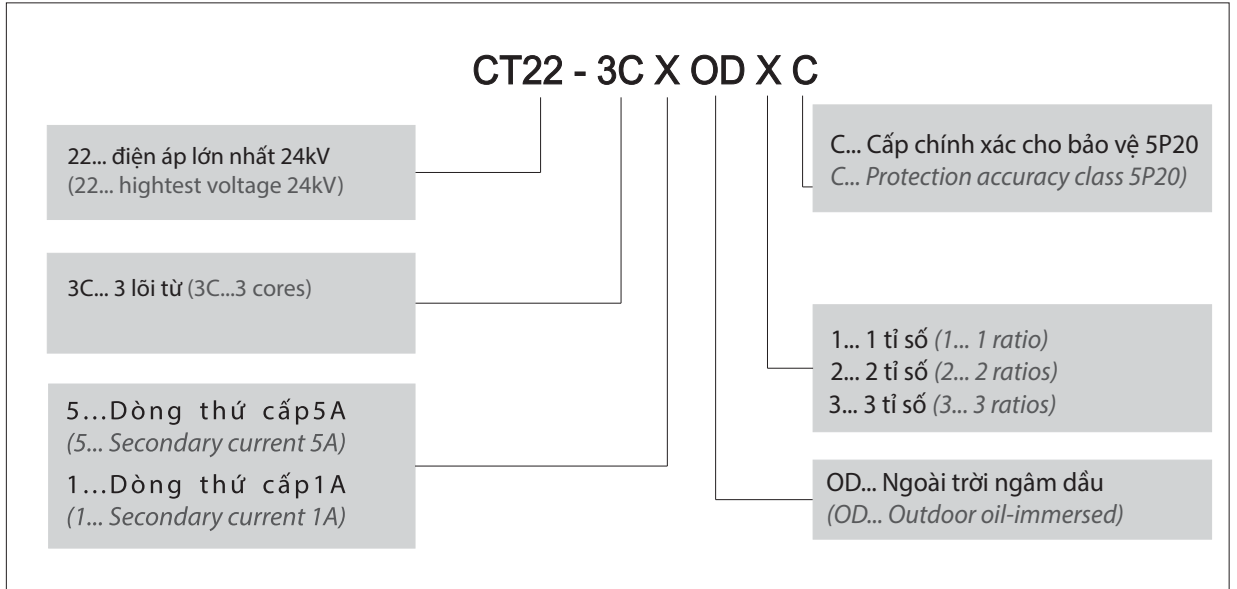 CT22 - 3C X OD X C
22... điện áp lớn nhất 24kV
(22... hightest voltage 24kV)
3C... 3 lõi từ (3C...3 cores)
5...Dòng thứ cấp5A
(5... Secondary current 5A)
1...Dòng thứ cấp1A
(1... Secondary current 1A)
C... Cấp chính xác cho bảo vệ 5P20
C... Protection accuracy class 5P20)
1... 1 tỉ số (1... 1 ratio)
2... 2 tỉ số (2... 2 ratios)
3... 3 tỉ số (3... 3 ratios)
OD... Ngoài trời ngâm dầu
(OD... Outdoor oil-immersed)